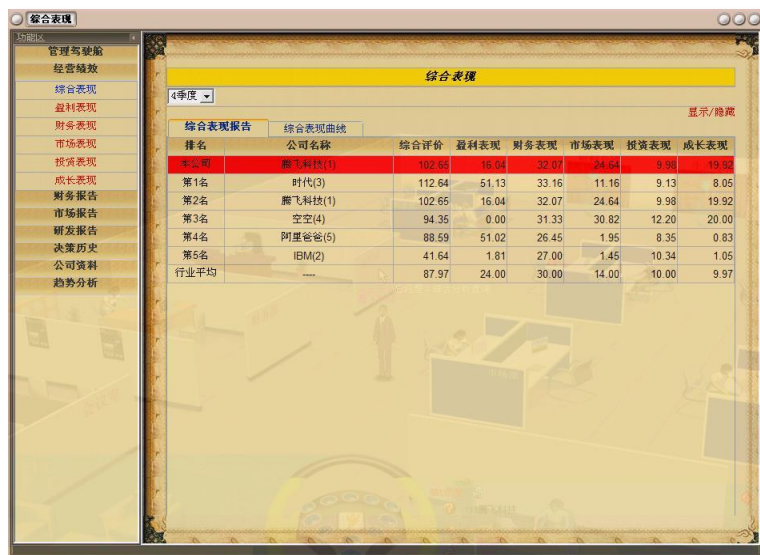 综合表现
功能区
管理驾驶舱
经营绩效
综合表现
盈利表现
财务表现
市场表现
投资表现
成长表现
财务报告
市场报告
研发报告
决策历史
公司资料
趋势分析
综合表现
4季度
显示/隐藏
综合表现报告 综合表现曲线
排名 公司名称 综合评价 盈利表现 财务表现 市场表现 投资表现 成长表现
本公司 腾飞科技(1) 102.65 16.04 32.07 24.64 9.98 19.92
第1名 时代(3) 112.64 51.13 33.16 11.16 9.13 8.05
第2名 腾飞科技(1) 102.65 16.04 32.07 24.64 9.98 19.92
第3名 空空(4) 94.35 0.00 31.33 30.82 12.20 20.00
第4名 阿里爸爸(5) 88.59 51.02 26.45 1.95 8.35 0.83
第5名 IBM(2) 41.64 1.81 27.00 1.45 10.34 1.05
行业平均 ---- 87.97 24.00 30.00 14.00 10.00 9.97